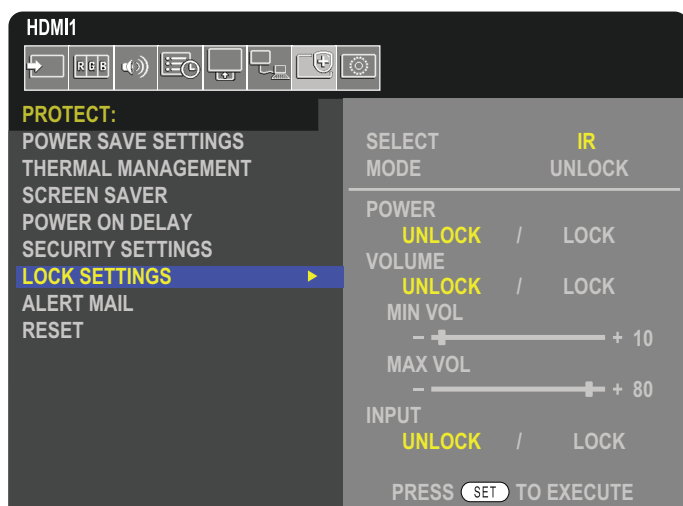 HDMI1
RGB
PROTECT:
POWER SAVE SETTINGS
THERMAL MANAGEMENT
SCREEN SAVER
POWER ON DELAY
SECURITY SETTINGS
LOCK SETTINGS
ALERT MAIL
RESET
SELECT IR
MODE UNLOCK
POWER
UNLOCK / LOCK
VOLUME
UNLOCK / LOCK
MIN VOL
− + 10
MAX VOL
− + 80
INPUT
UNLOCK / LOCK
PRESS SET TO EXECUTE